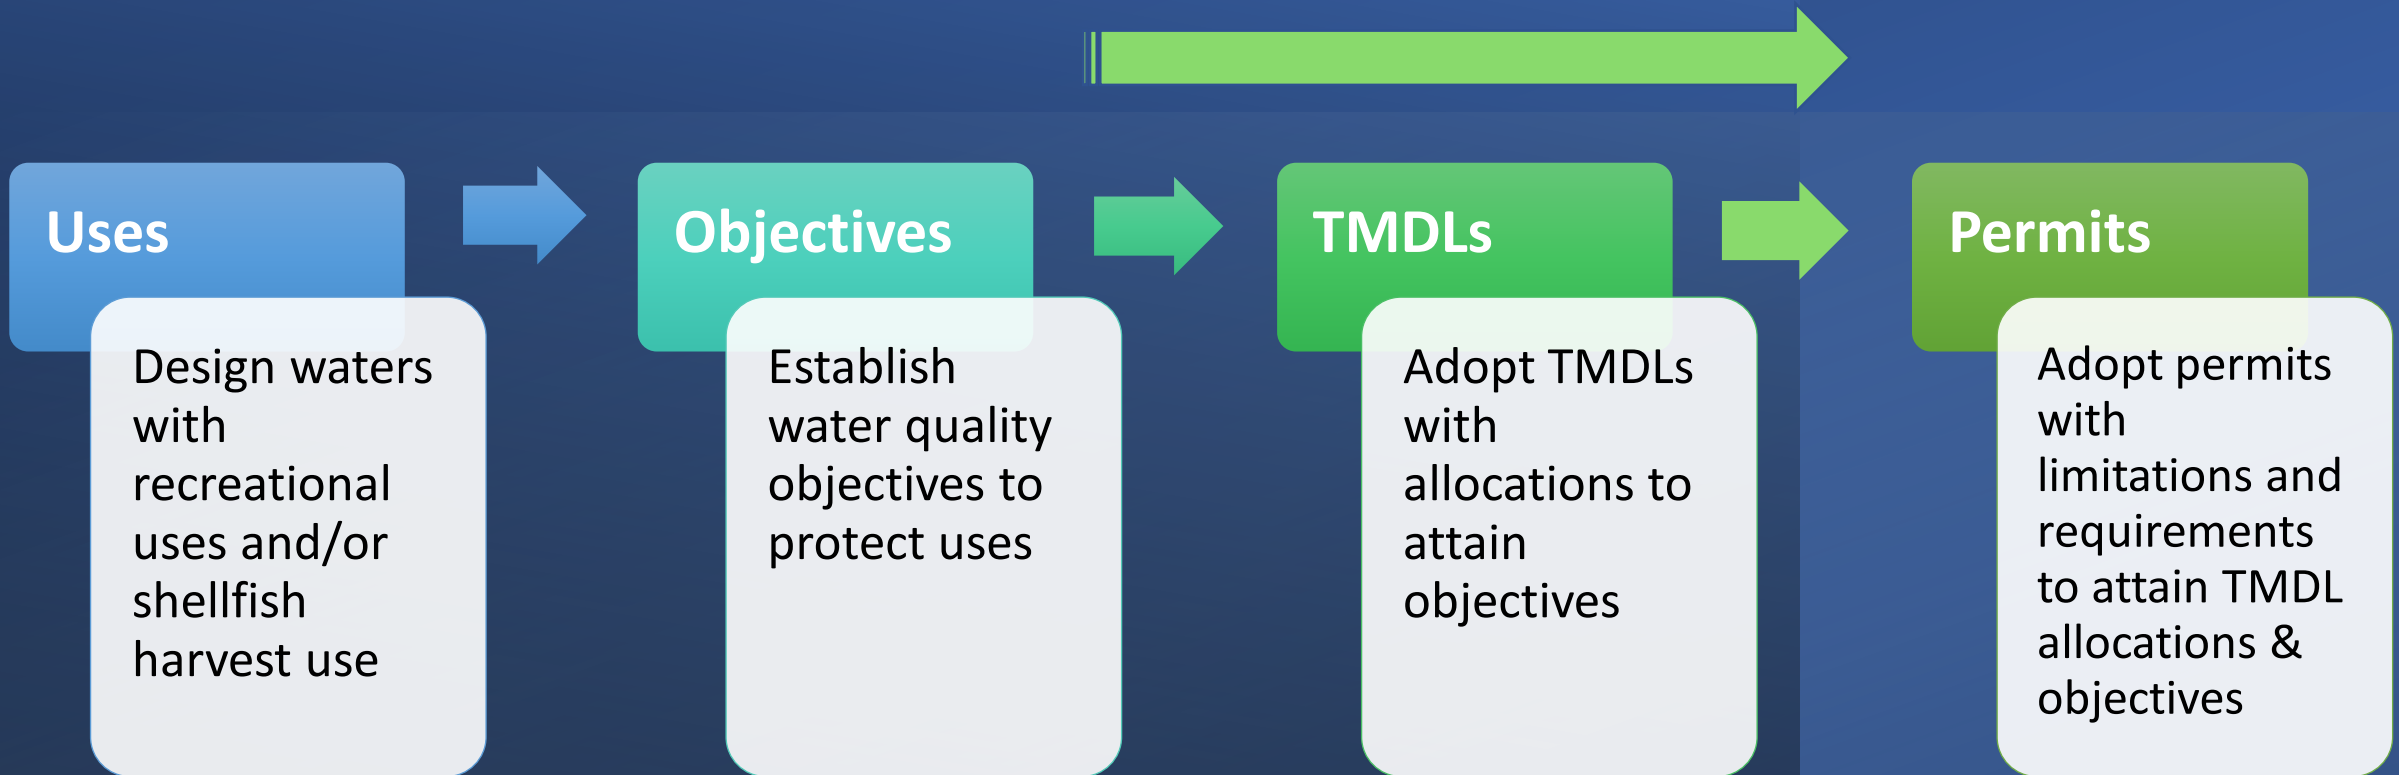 Uses
Design waters
with
recreational
uses and/or
shellfish
harvest use
Objectives
Establish
water quality
objectives to
protect uses
TMDLs
Adopt TMDLs
with
allocations to
attain
objectives
Permits
Adopt permits
with
limitations and
requirements
to attain TMDL
allocations &
objectives